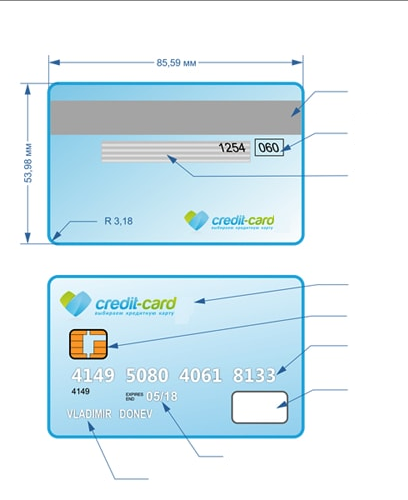 85,59 мм
53,98 мм
1254 060
R 3,18
credit-card
выбираем кредитную карту
credit-card
выбираем кредитную карту
4149 5080 4061 8133
4149
EXPIRES END 05/18
VLADIMIR DONEV